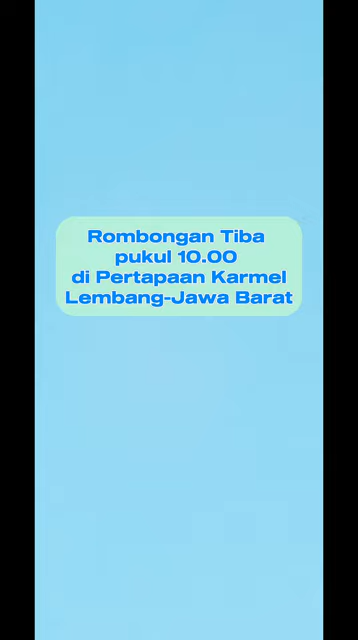 Rombongan Tiba
pukul 10.00
di Pertapaan Karmel
Lembang-Jawa Barat